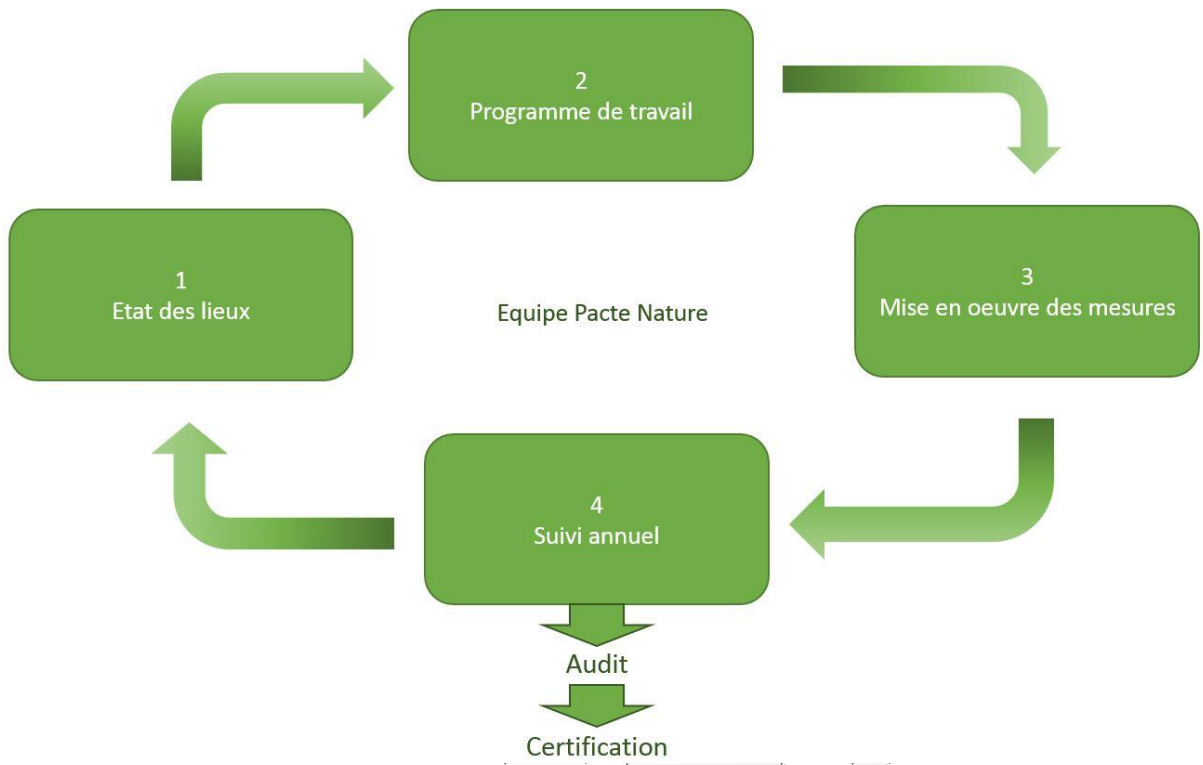 2
Programme de travail
1
Etat des lieux
3
Mise en oeuvre des mesures
Equipe Pacte Nature
4
Suivi annuel
Audit
Certification